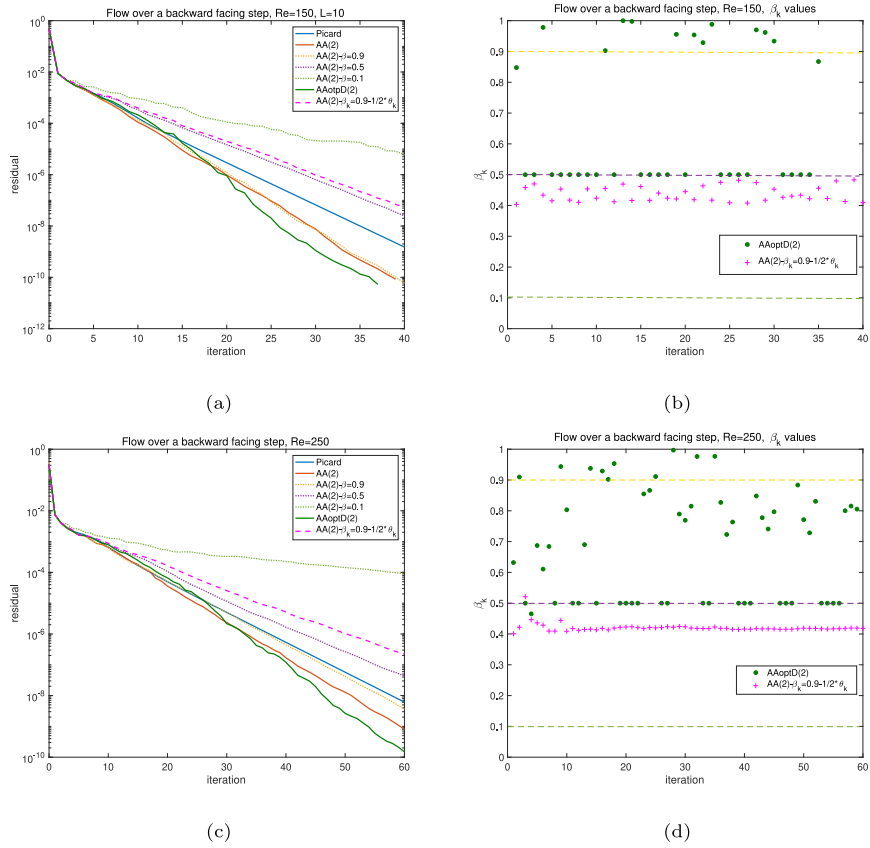 Flow over a backward facing step, Re=150, L=10
10^0
10^-2
10^-4
10^-6
10^-8
10^-10
10^-12
residual
0 5 10 15 20 25 30 35 40
iteration
Picard
AA(2)
AA(2)-β=0.9
AA(2)-β=0.5
AA(2)-β=0.1
AAotpD(2)
AA(2)-β_k=0.9-1/2*θ_k
(a)
Flow over a backward facing step, Re=150, β_k values
1
0.9
0.8
0.7
0.6
0.5
0.4
0.3
0.2
0.1
0
β_k
0 5 10 15 20 25 30 35 40
iteration
AAoptD(2)
AA(2)-β_k=0.9-1/2*θ_k
(b)
Flow over a backward facing step, Re=250
10^0
10^-2
10^-4
10^-6
10^-8
10^-10
residual
0 10 20 30 40 50 60
iteration
Picard
AA(2)
AA(2)-β=0.9
AA(2)-β=0.5
AA(2)-β=0.1
AAoptD(2)
AA(2)-β_k=0.9-1/2*θ_k
(c)
Flow over a backward facing step, Re=250, β_k values
1
0.9
0.8
0.7
0.6
0.5
0.4
0.3
0.2
0.1
0
β_k
0 10 20 30 40 50 60
iteration
AAoptD(2)
AA(2)-β_k=0.9-1/2*θ_k
(d)